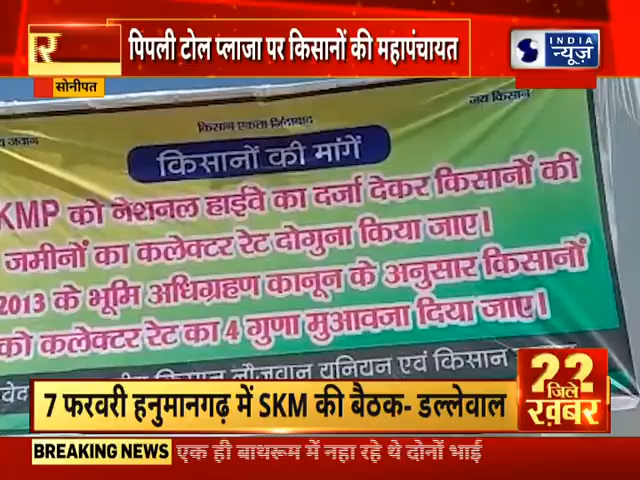 पिपली टोल प्लाजा पर किसानों की महापंचायत
INDIA
न्यूज़
सोनीपत
जवान
किसान एकता जिंदाबाद
जय किसान
किसानों की मांगें
KMP को नेशनल हाईवे का दर्जा देकर किसानों की
जमीनों का कलेक्टर रेट दोगुना किया जाए।
2013 के भूमि अधिग्रहण कानून के अनुसार किसानों
को कलेक्टर रेट का 4 गुणा मुआवजा दिया जाए।
किसान नौजवान यूनियन एवं किसान
7 फरवरी हनुमानगढ़ में SKM की बैठक- डल्लेवाल
22
जिले
ख़बर
BREAKING NEWS
एक ही बाथरूम में नहा रहे थे दोनों भाई